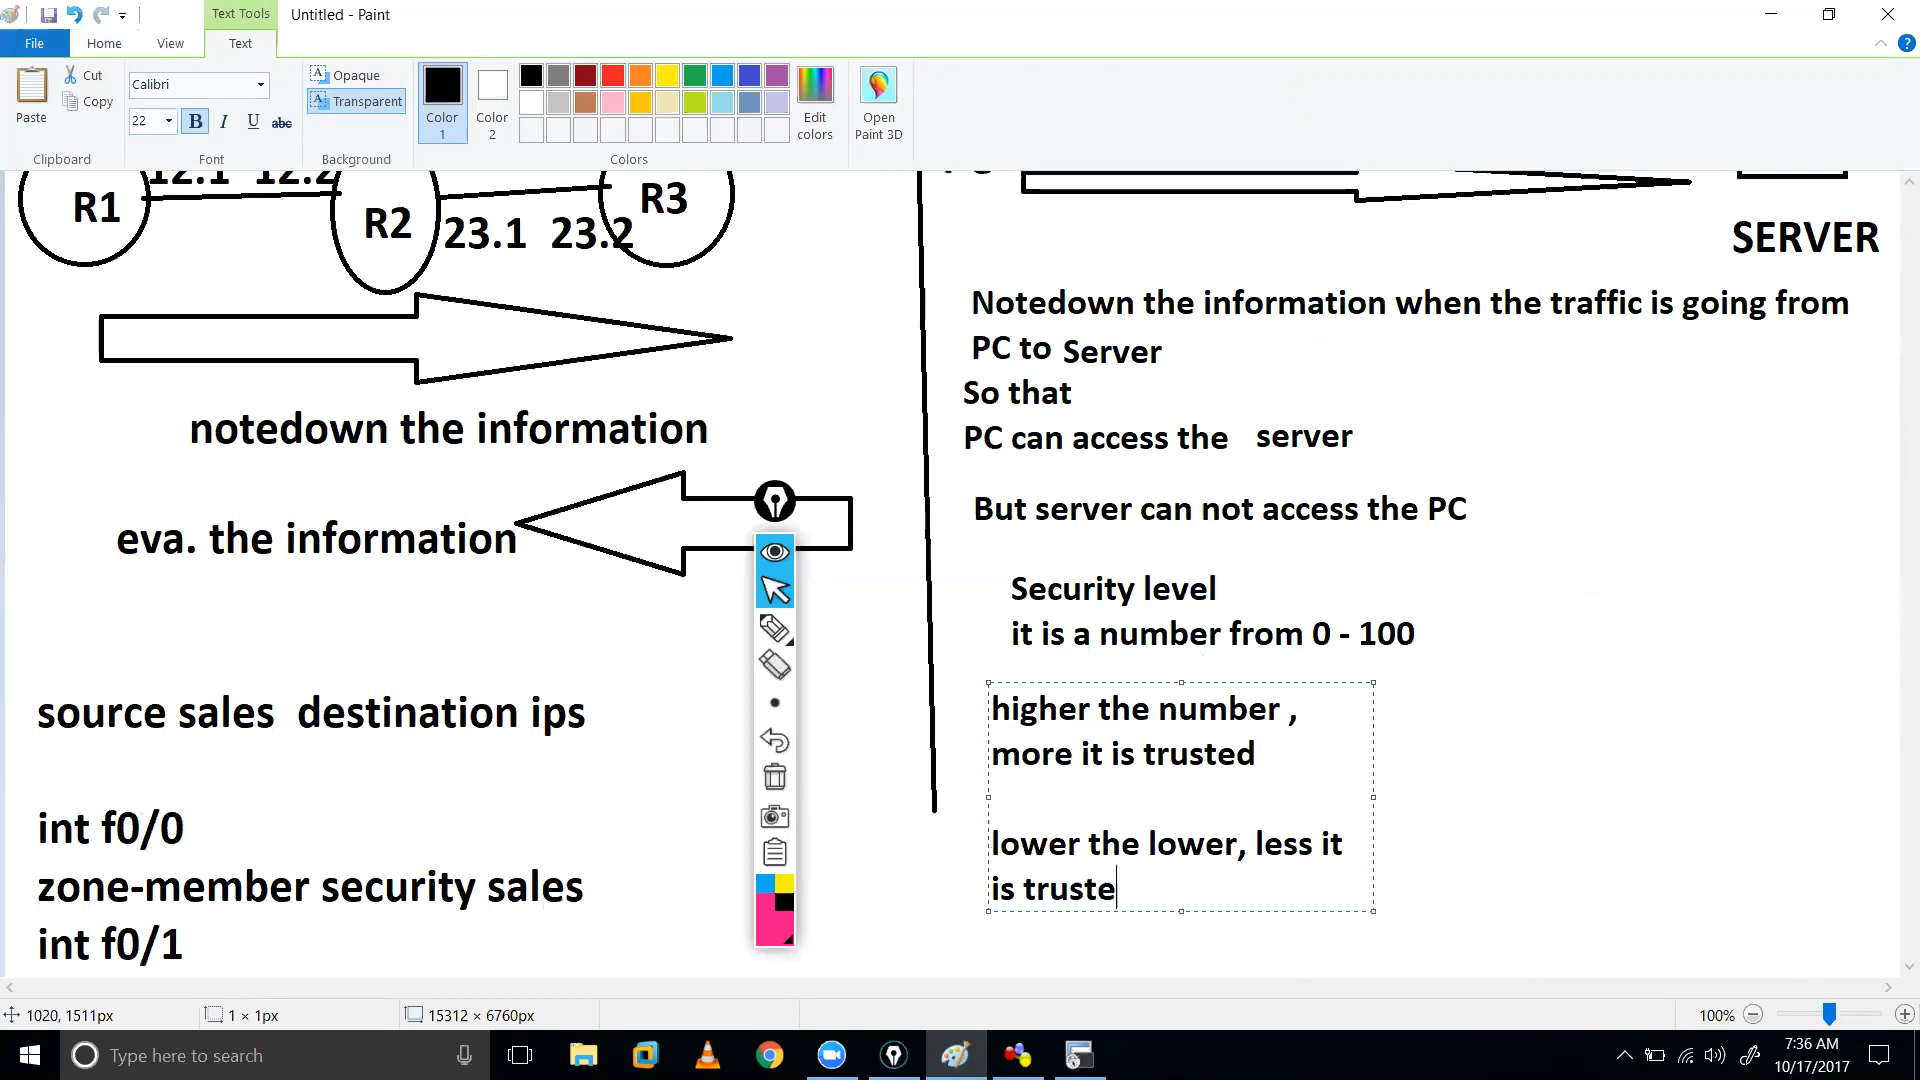 Text Tools
Untitled - Paint
File
Home
View
Text
Paste
Cut
Copy
Clipboard
Calibri
22
B I U abc
Font
Opaque
Transparent
Background
Color 1
Color 2
Edit colors
Open Paint 3D
Colors
12.1 12.2
R1
R2
R3
23.1 23.2
notedown the information
eva. the information
source sales destination ips
int f0/0
zone-member security sales
int f0/1
SERVER
Notedown the information when the traffic is going from
PC to Server
So that
PC can access the server
But server can not access the PC
Security level
it is a number from 0 - 100
higher the number ,
more it is trusted
lower the lower, less it
is truste
1020, 1511px
1 × 1px
15312 × 6760px
100%
Type here to search
7:36 AM
10/17/2017